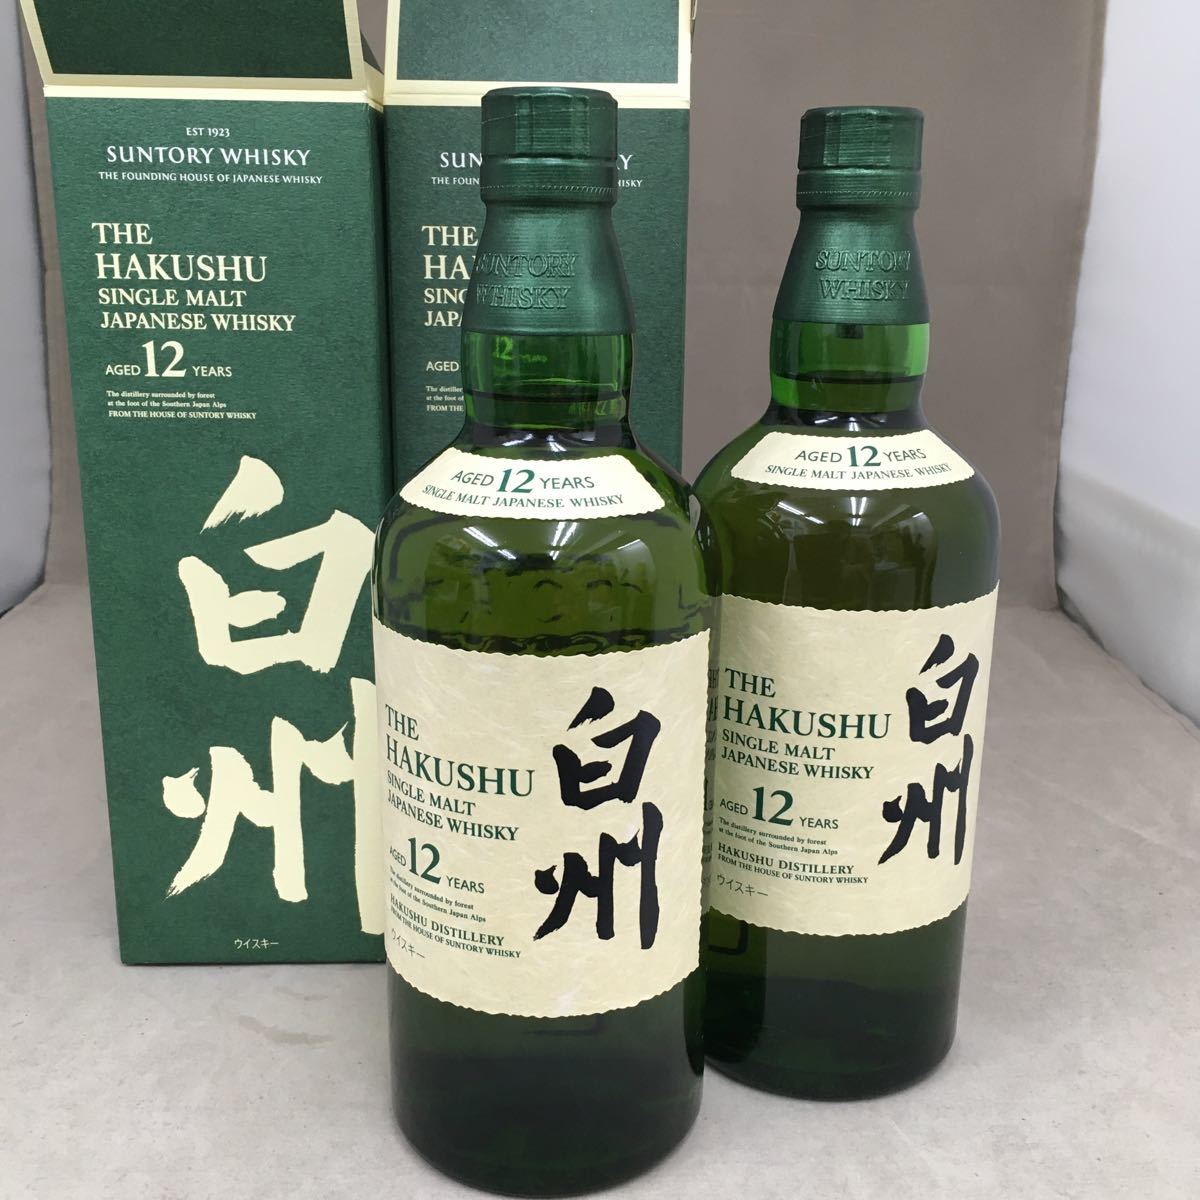 EST 1923
SUNTORY WHISKY
THE FOUNDING HOUSE OF JAPANESE WHISKY
THE
HAKUSHU
SINGLE MALT
JAPANESE WHISKY
AGED 12 YEARS
The distillery surrounded by forest
at the foot of the Southern Japan Alps
FROM THE HOUSE OF SUNTORY WHISKY
白州
ウイスキー
THE
AGED
SUNTORY
WHISKY
AGED 12 YEARS
SINGLE MALT JAPANESE WHISKY
THE
HAKUSHU
SINGLE MALT
JAPANESE WHISKY
AGED 12 YEARS
The distillery surrounded by forest
at the foot of the Southern Japan Alps
HAKUSHU DISTILLERY
FROM THE HOUSE OF SUNTORY WHISKY
ウイスキー
白州
SUNTORY
WHISKY
AGED 12 YEARS
SINGLE MALT JAPANESE WHISKY
THE
HAKUSHU
SINGLE MALT
JAPANESE WHISKY
AGED 12 YEARS
The distillery surrounded by forest
at the foot of the Southern Japan Alps
HAKUSHU DISTILLERY
FROM THE HOUSE OF SUNTORY WHISKY
ウイスキー
白州